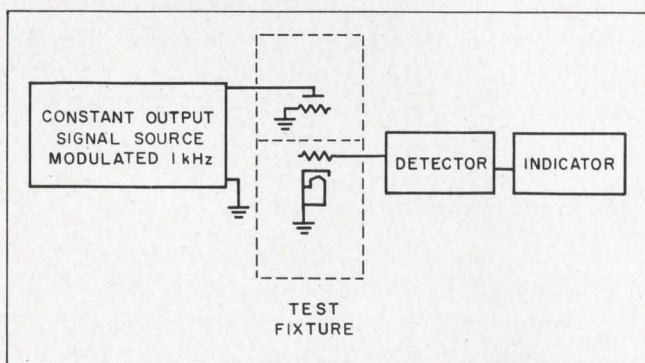 CONSTANT OUTPUT
SIGNAL SOURCE
MODULATED 1 kHz
DETECTOR
INDICATOR
TEST
FIXTURE